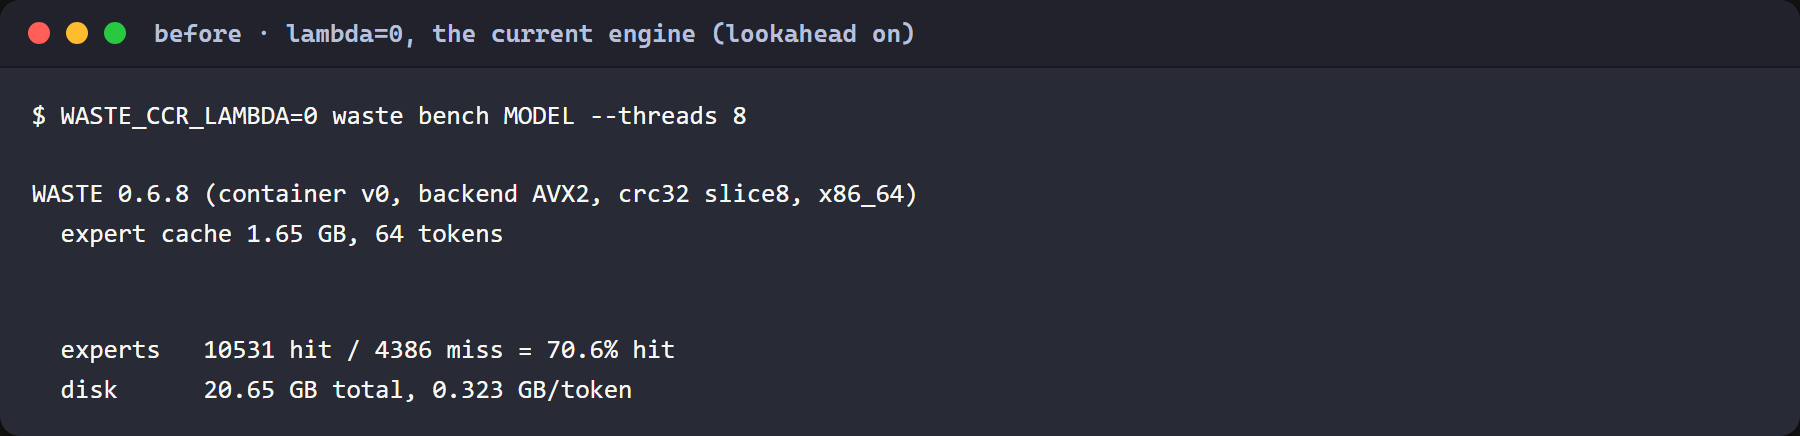 before · lambda=0, the current engine (lookahead on)
$ WASTE_CCR_LAMBDA=0 waste bench MODEL --threads 8
WASTE 0.6.8 (container v0, backend AVX2, crc32 slice8, x86_64)
expert cache 1.65 GB, 64 tokens
experts   10531 hit / 4386 miss = 70.6% hit
disk      20.65 GB total, 0.323 GB/token